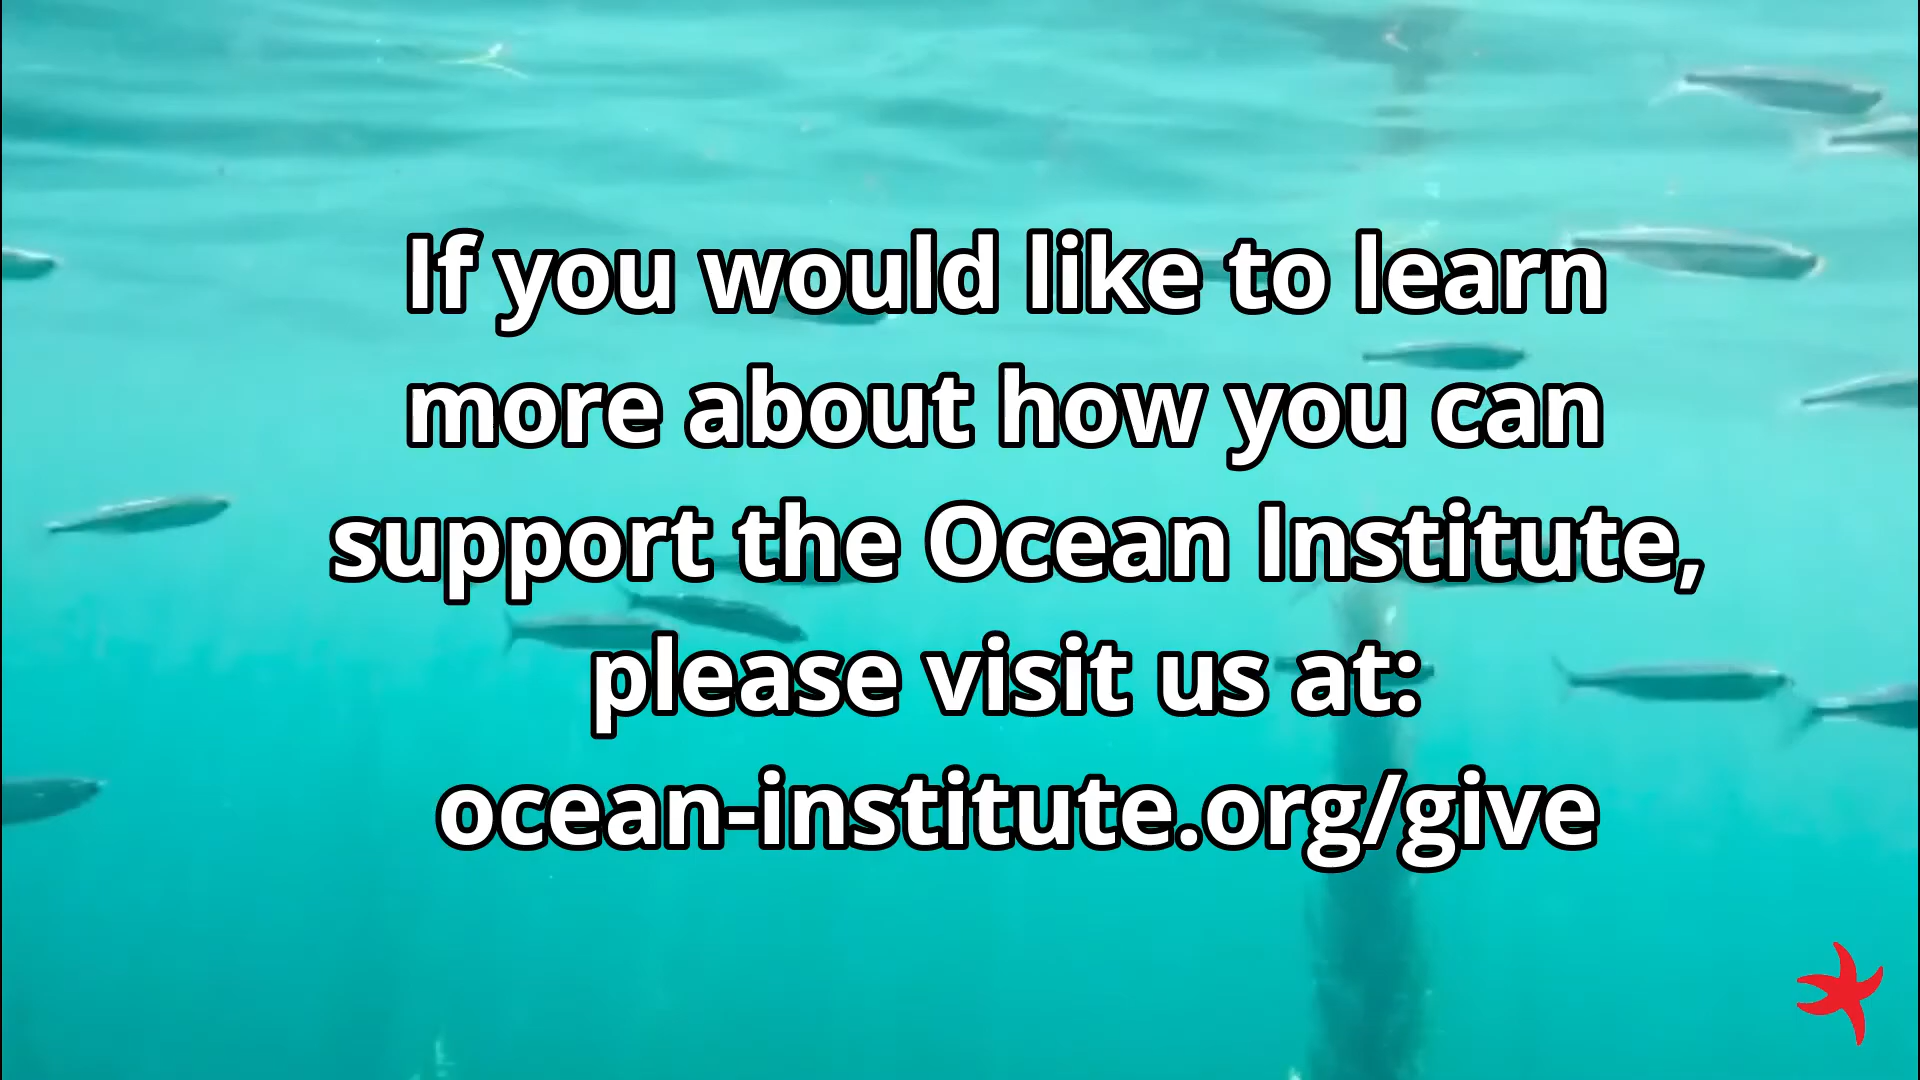 If you would like to learn
more about how you can
support the Ocean Institute,
please visit us at:
ocean-institute.org/give